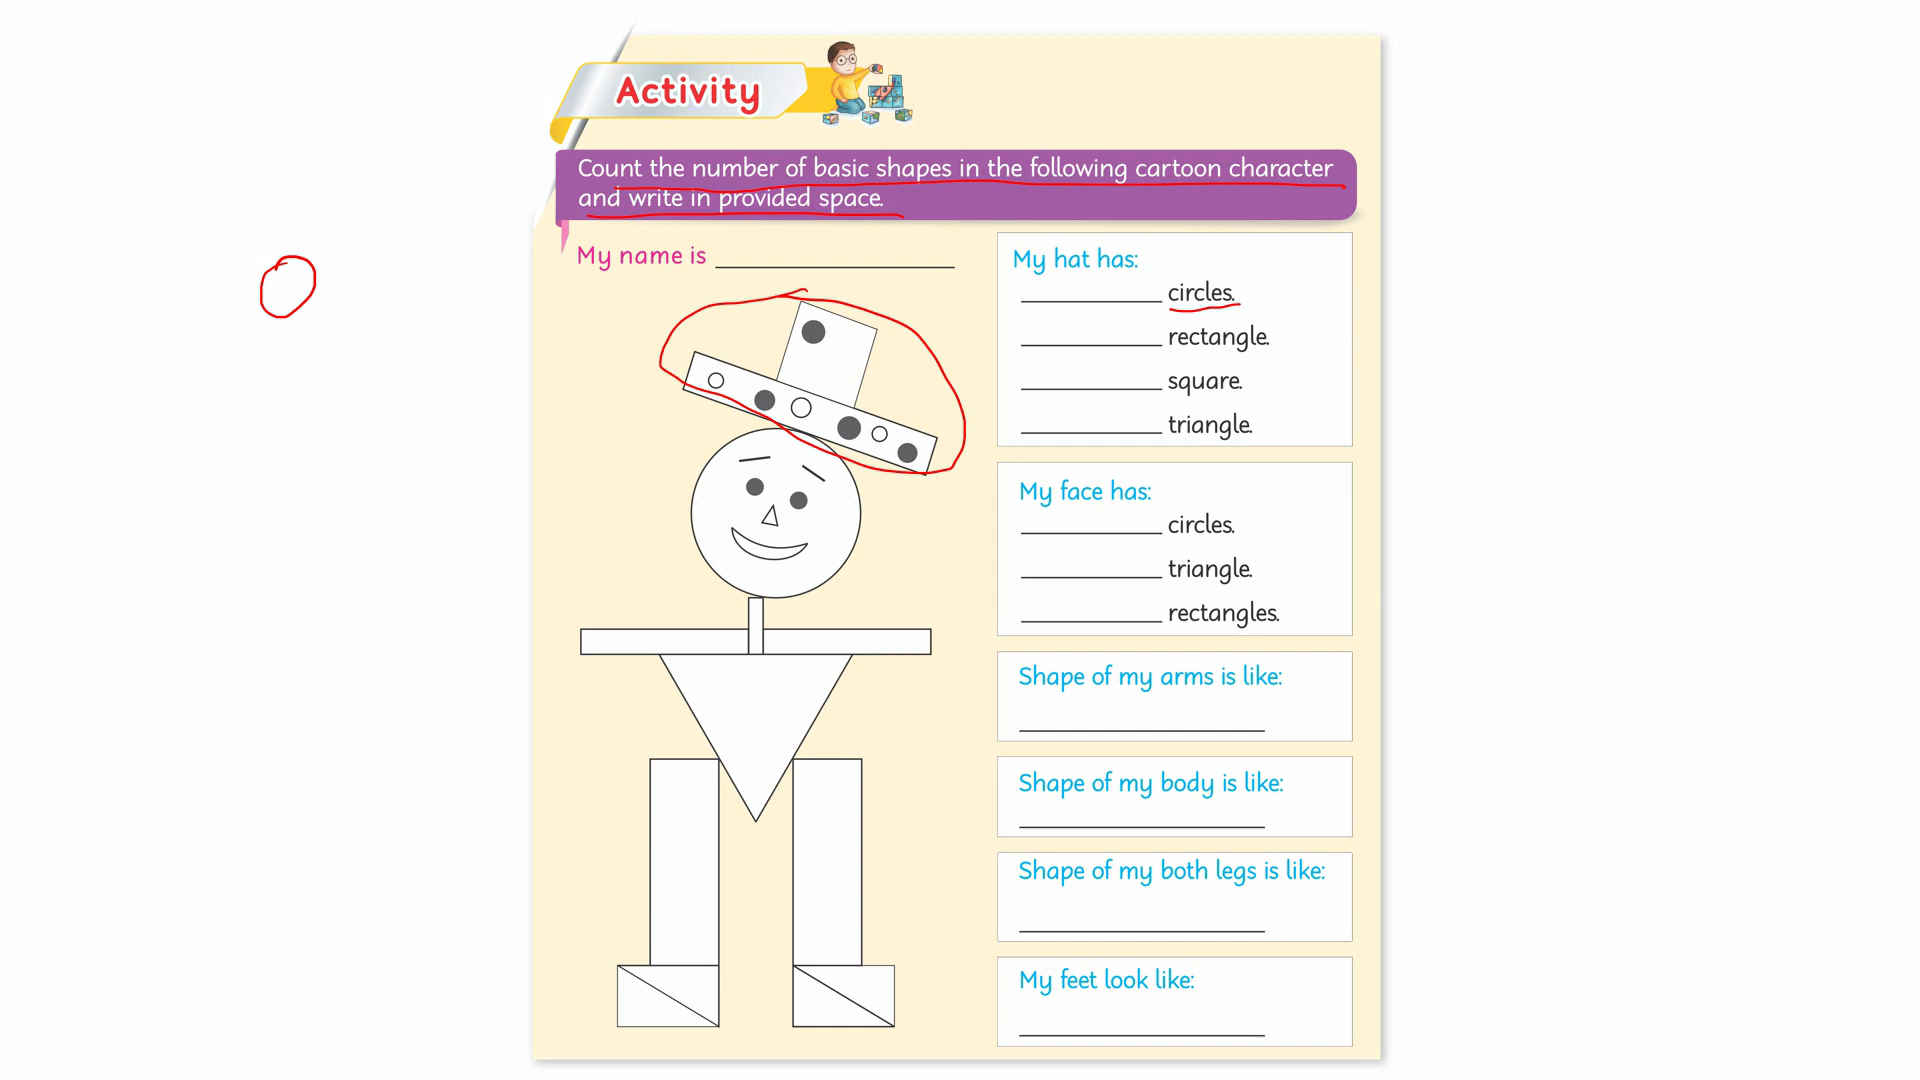 Activity
Count the number of basic shapes in the following cartoon character
and write in provided space.
My name is
My hat has:
circles.
rectangle.
square.
triangle.
My face has:
circles.
triangle.
rectangles.
Shape of my arms is like:
Shape of my body is like:
Shape of my both legs is like:
My feet look like: